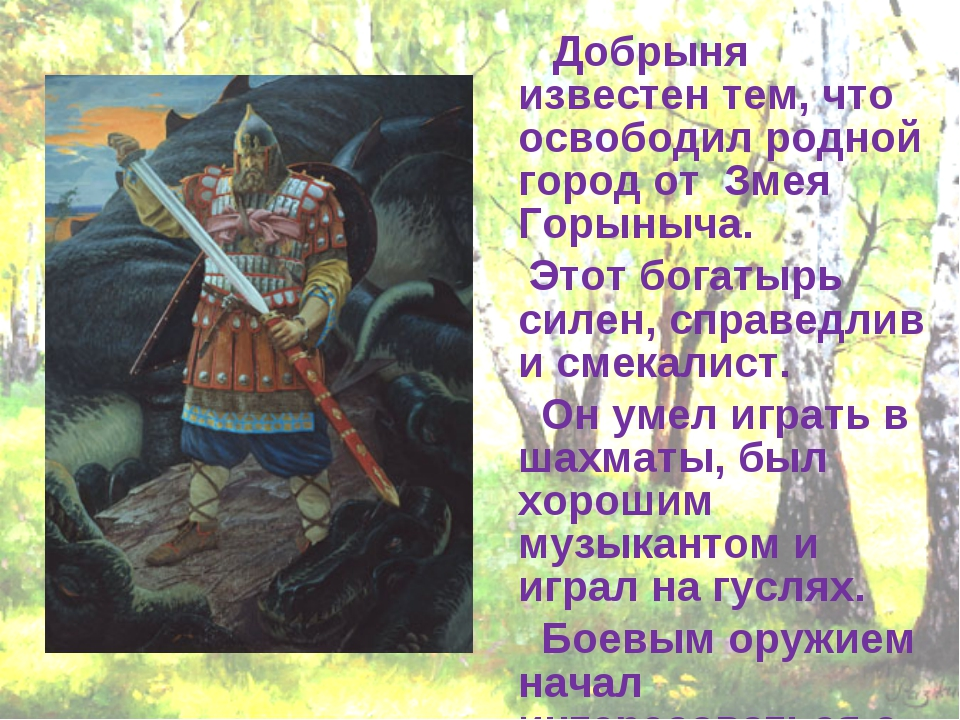 Добрыня
известен тем, что
освободил родной
город от Змея
Горыныча.
Этот богатырь
силен, справедлив
и смекалист.
Он умел играть в
шахматы, был
хорошим
музыкантом и
играл на гуслях.
Боевым оружием
начал